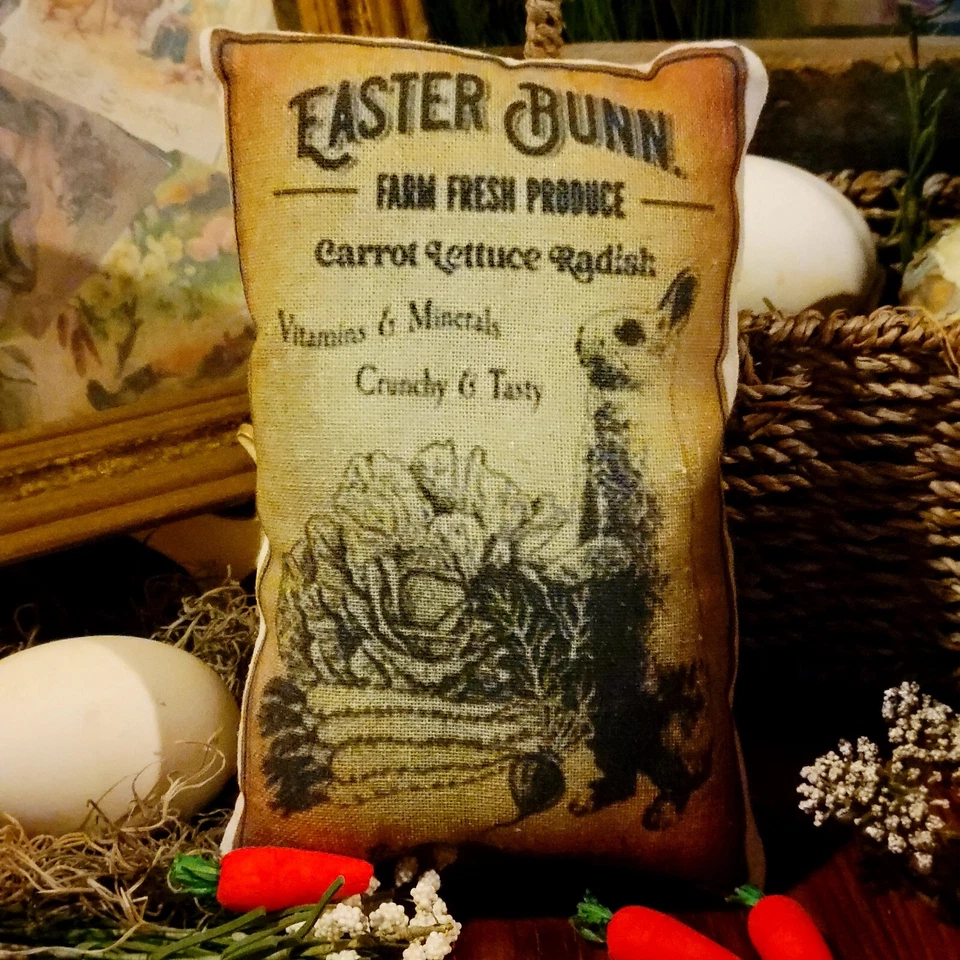 EASTER BUNN.
FARM FRESH PRODUCE
Carrot Lettuce Radish
Vitamins & Minerals
Crunchy & Tasty